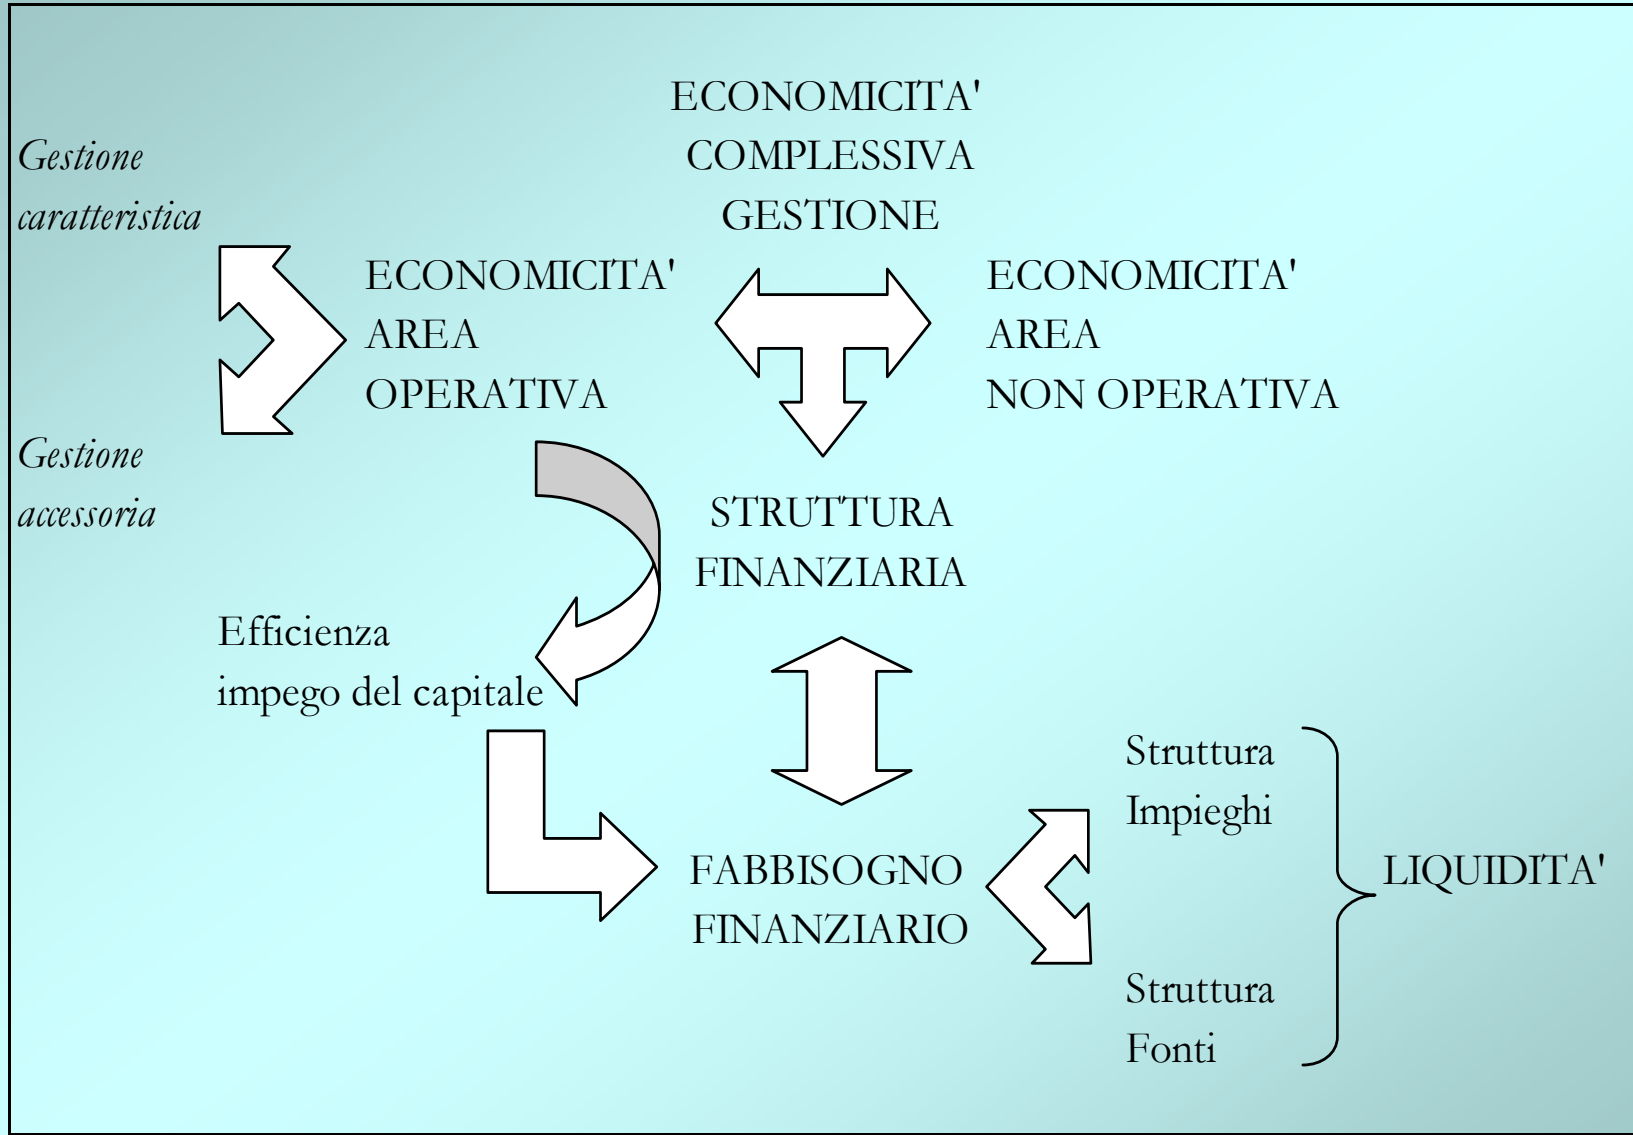 ECONOMICITA'
COMPLESSIVA
GESTIONE
Gestione
caratteristica
ECONOMICITA'
AREA
OPERATIVA
ECONOMICITA'
AREA
NON OPERATIVA
Gestione
accessoria
STRUTTURA
FINANZIARIA
Efficienza
impego del capitale
FABBISOGNO
FINANZIARIO
Struttura
Impieghi
LIQUIDITA'
Struttura
Fonti